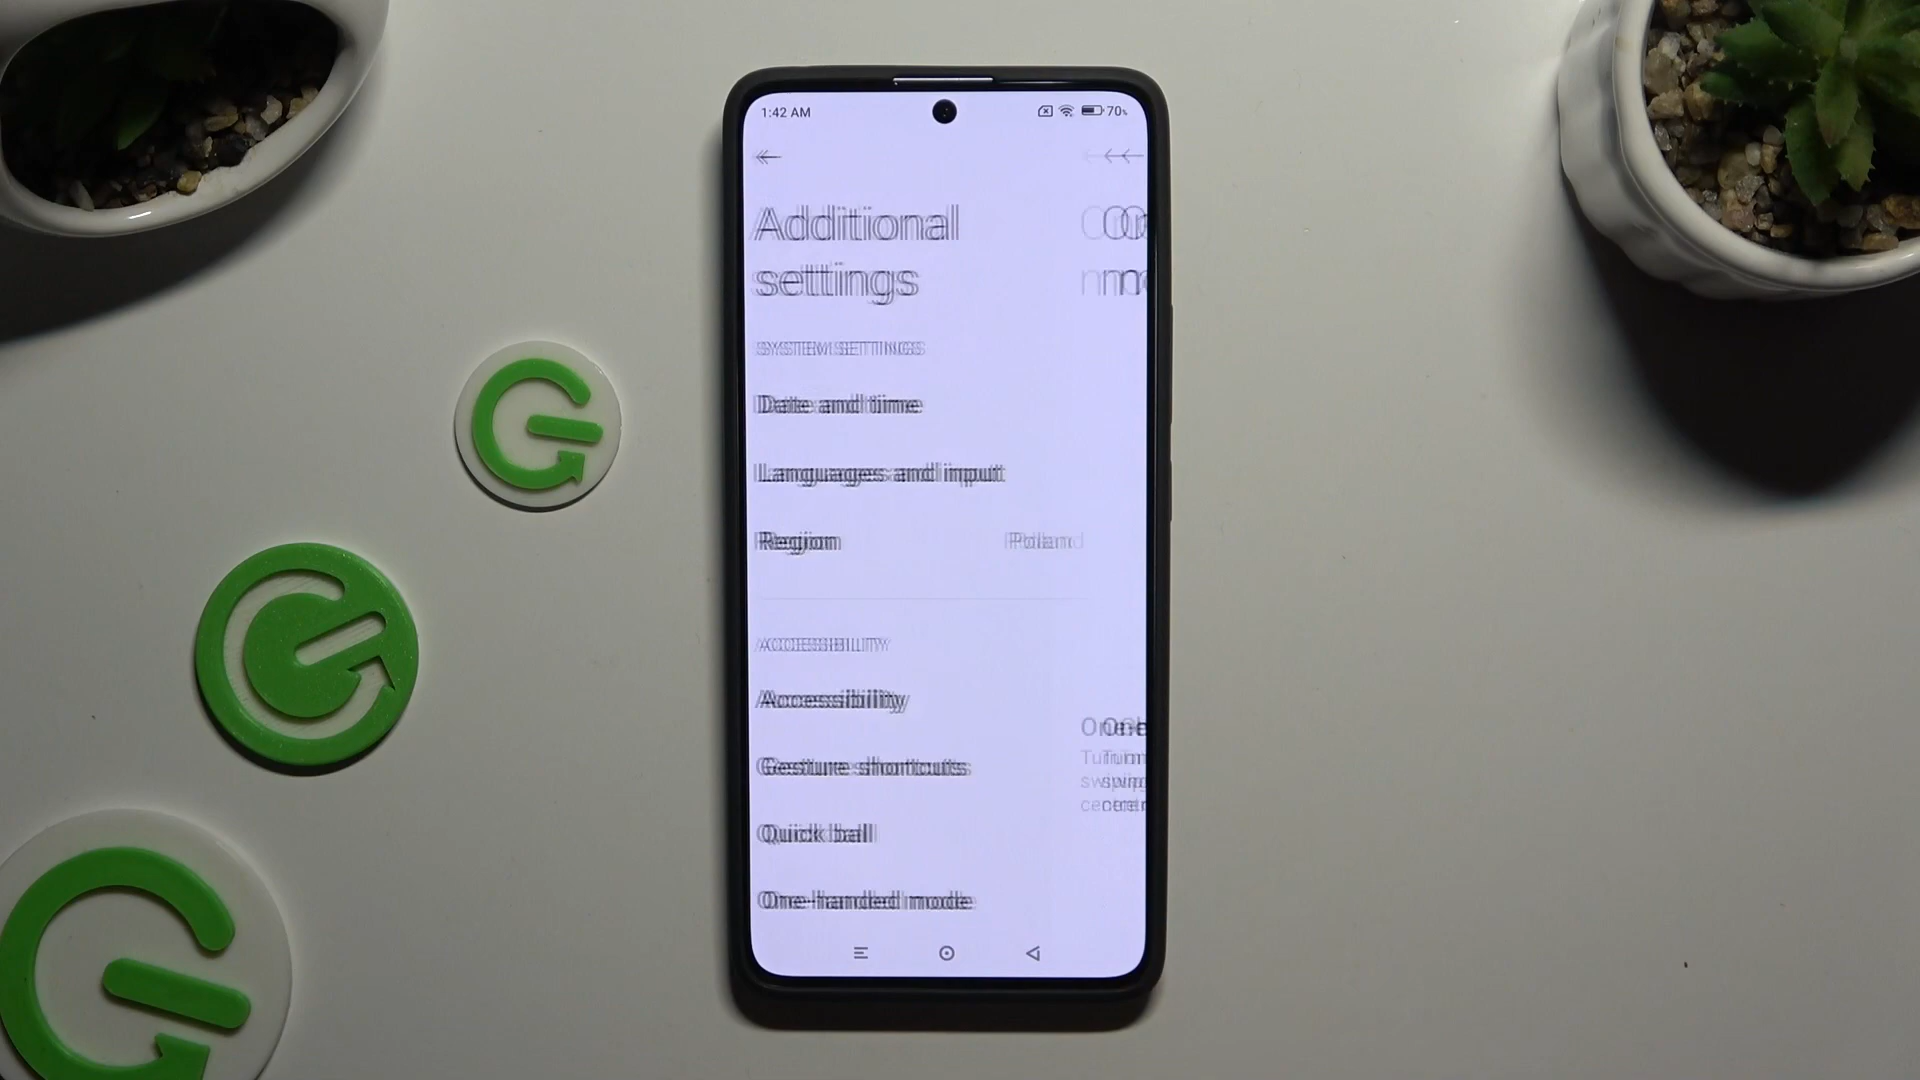 1:42 AM
70%
Additional
settings
SYSTEM SETTINGS
Date and time
Languages and input
Region
Poland
ACCESSIBILITY
Accessibility
Gesture shortcuts
Quick ball
One-handed mode